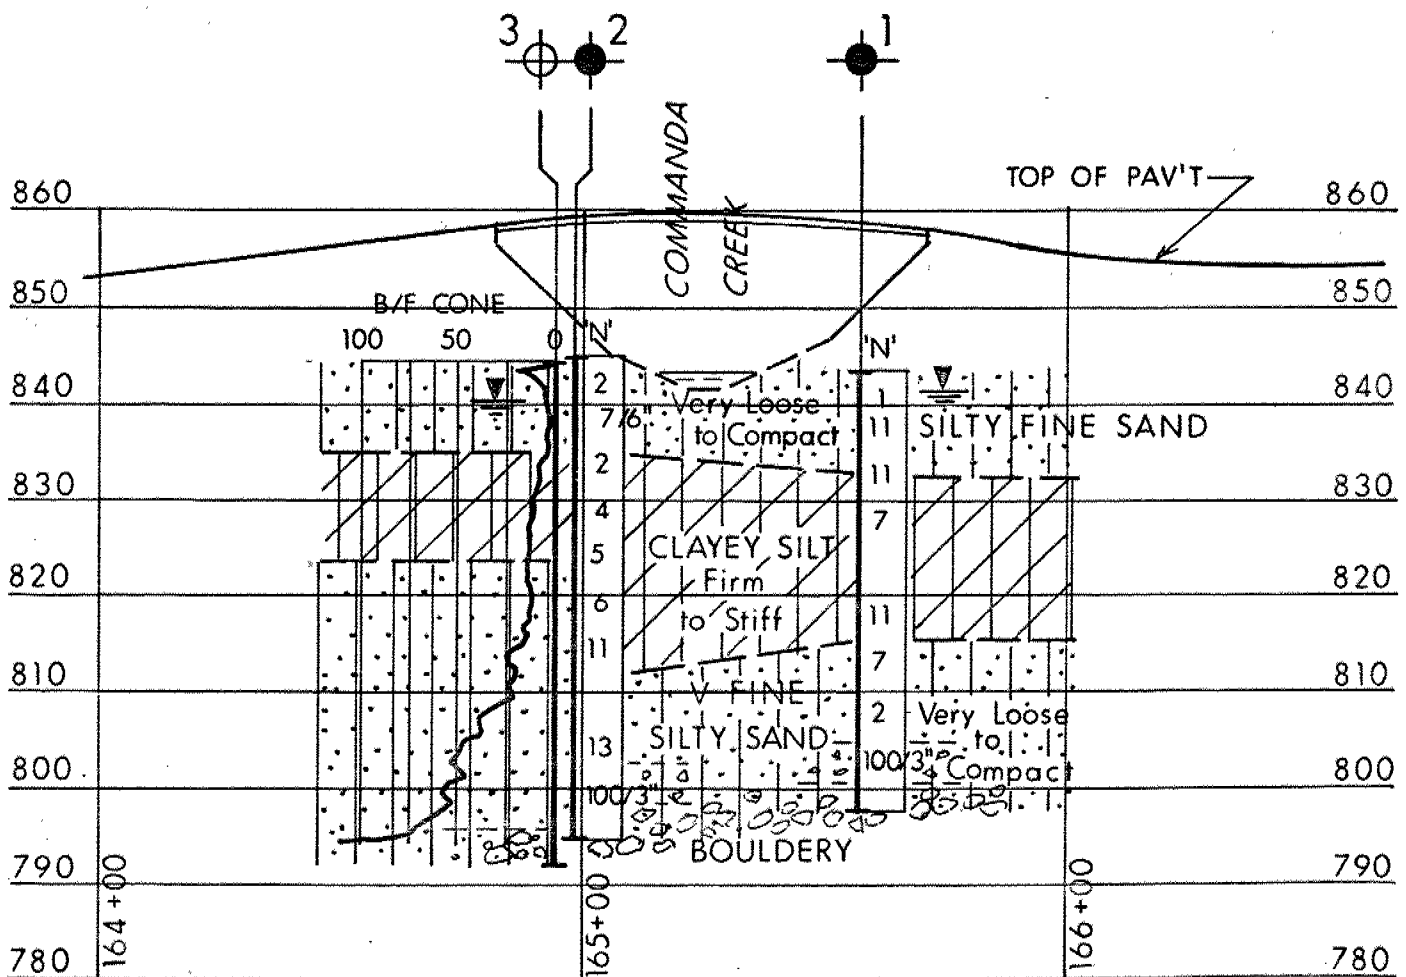 3 2 1
COMMANDA
CREEK
TOP OF PAV'T
860 860
850 850
B/F CONE
100 50 0 'N' 'N'
840 840
2 1
Very Loose
7/6" 11 SILTY FINE SAND
to Compact
2 11
830 830
4 7
CLAYEY SILT
5
Firm
820 820
6 11
to Stiff
11 7
810 810
V FINE
2 Very Loose
SILTY SAND to
13 100/3" Compact
800 800
100/3"
BOULDERY
790 790
164+00 165+00 166+00
780 780